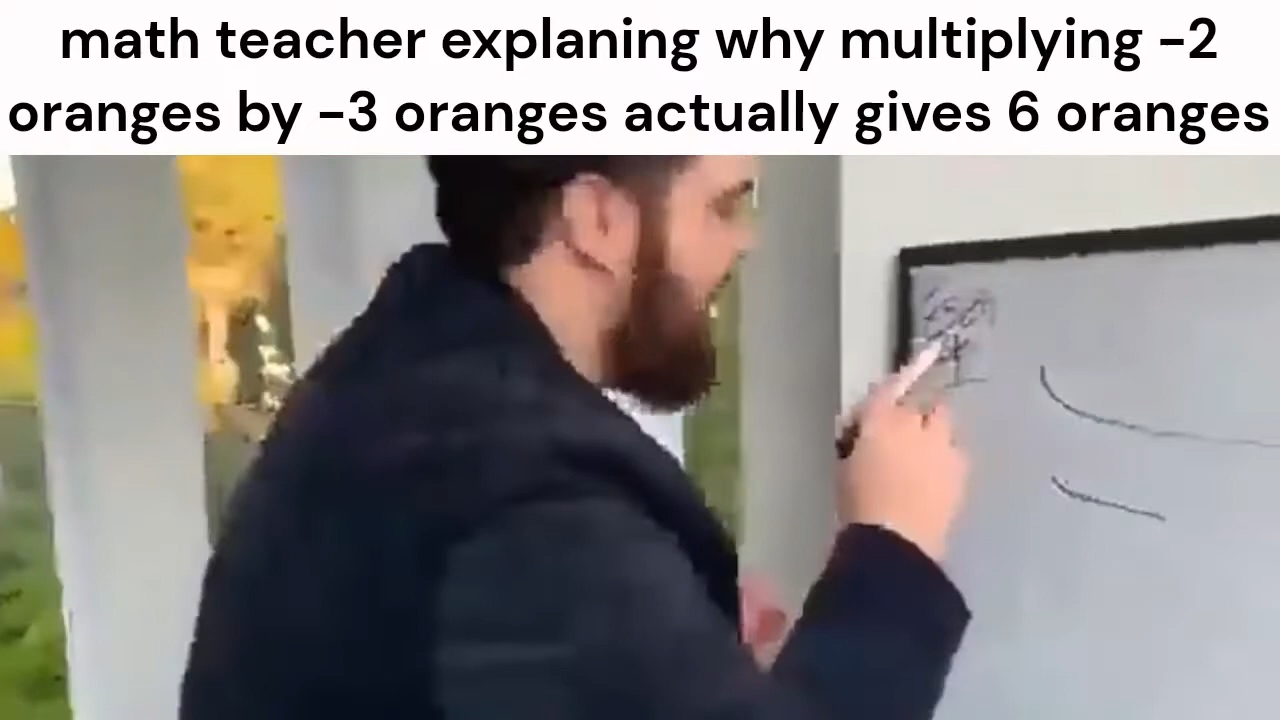 math teacher explaning why multiplying -2
oranges by -3 oranges actually gives 6 oranges